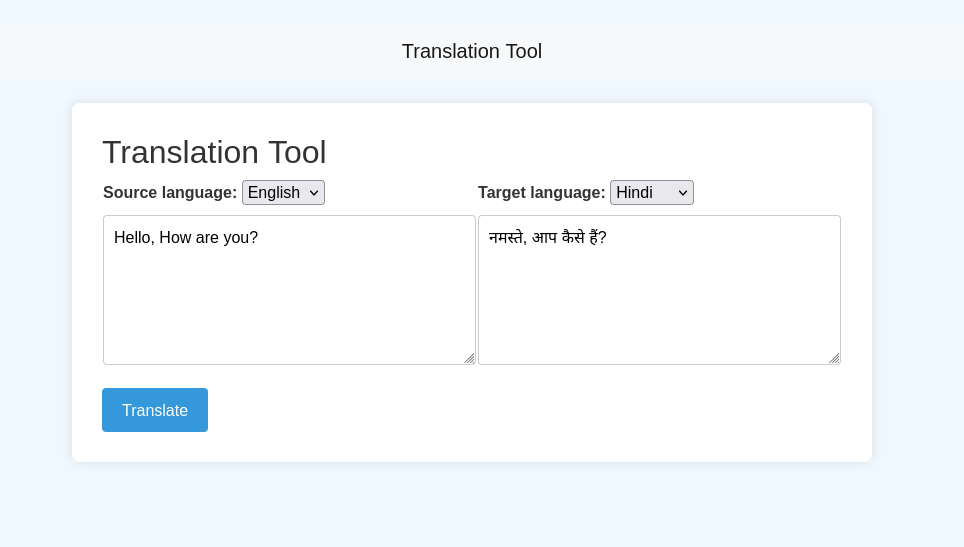 Translation Tool
Translation Tool
Source language: English
Target language: Hindi
Hello, How are you?
नमस्ते, आप कैसे हैं?
Translate